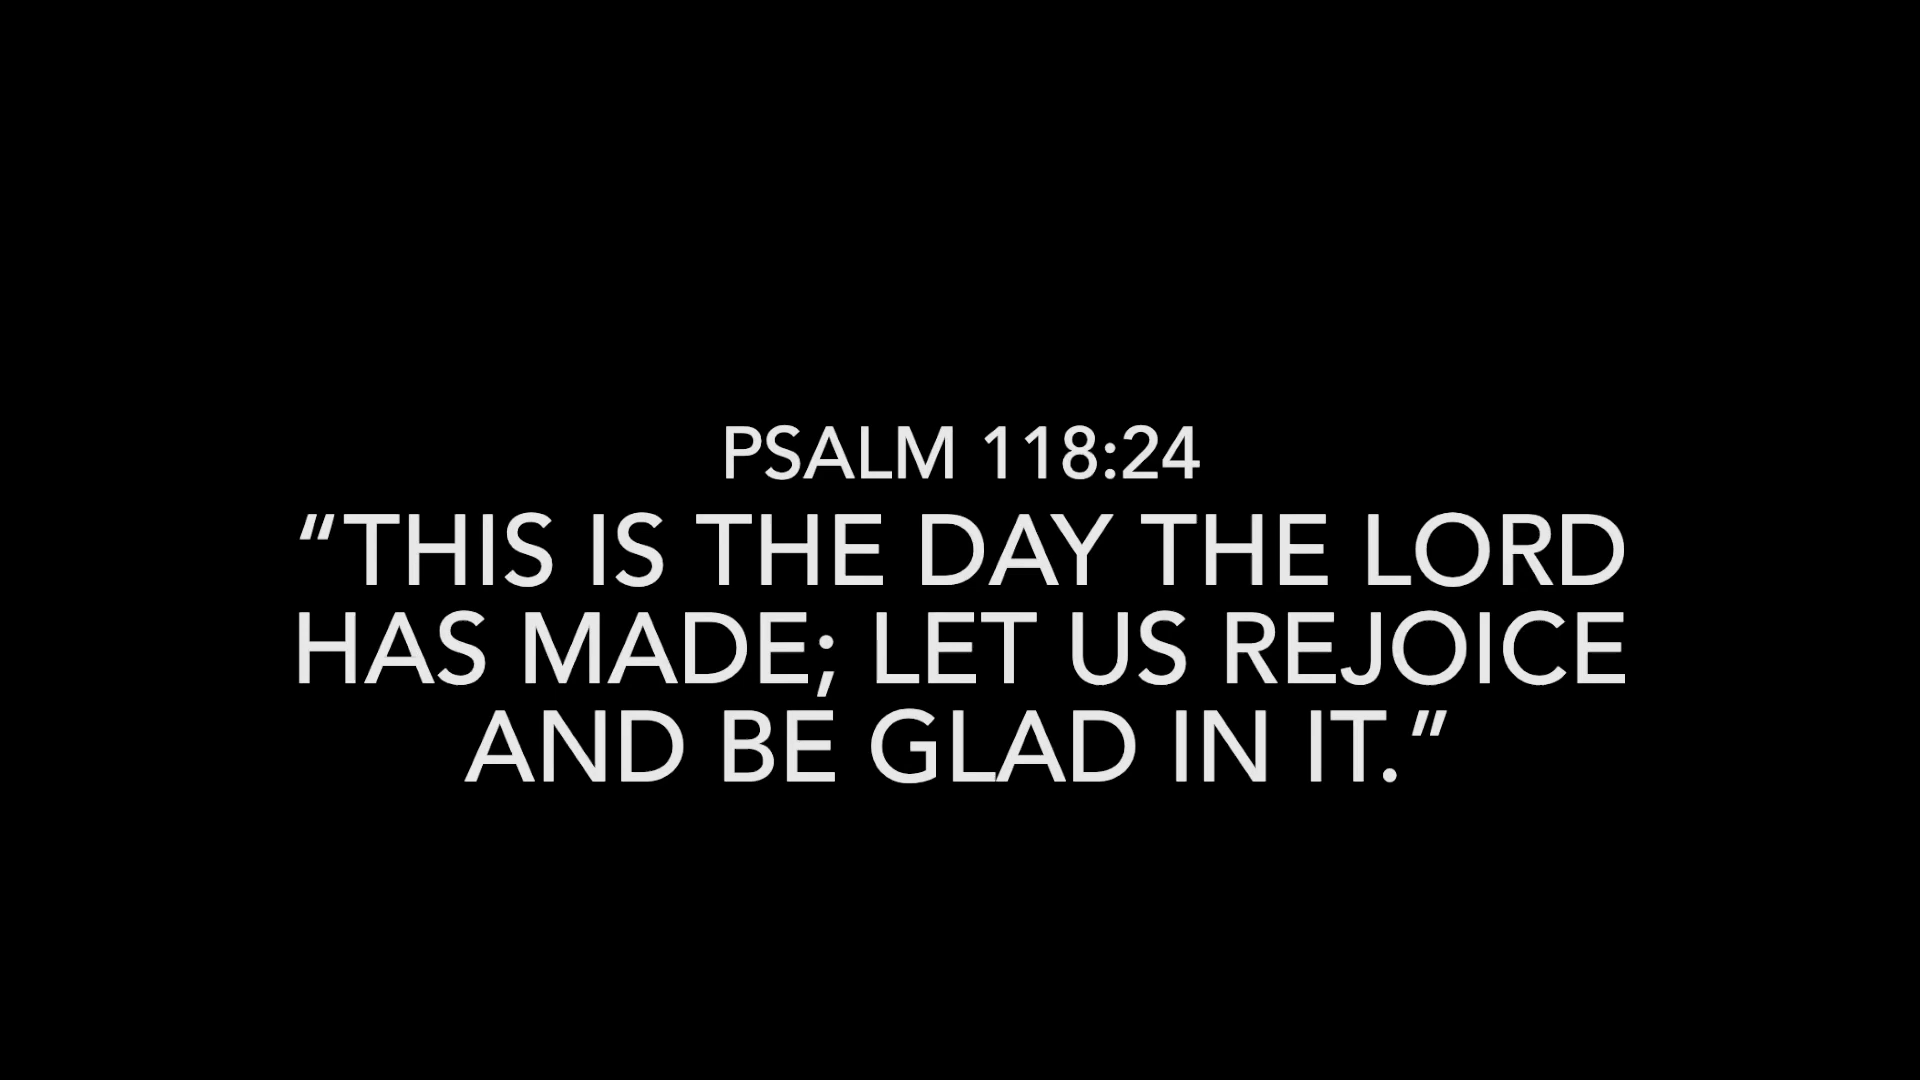 PSALM 118:24
“THIS IS THE DAY THE LORD
HAS MADE; LET US REJOICE
AND BE GLAD IN IT.”